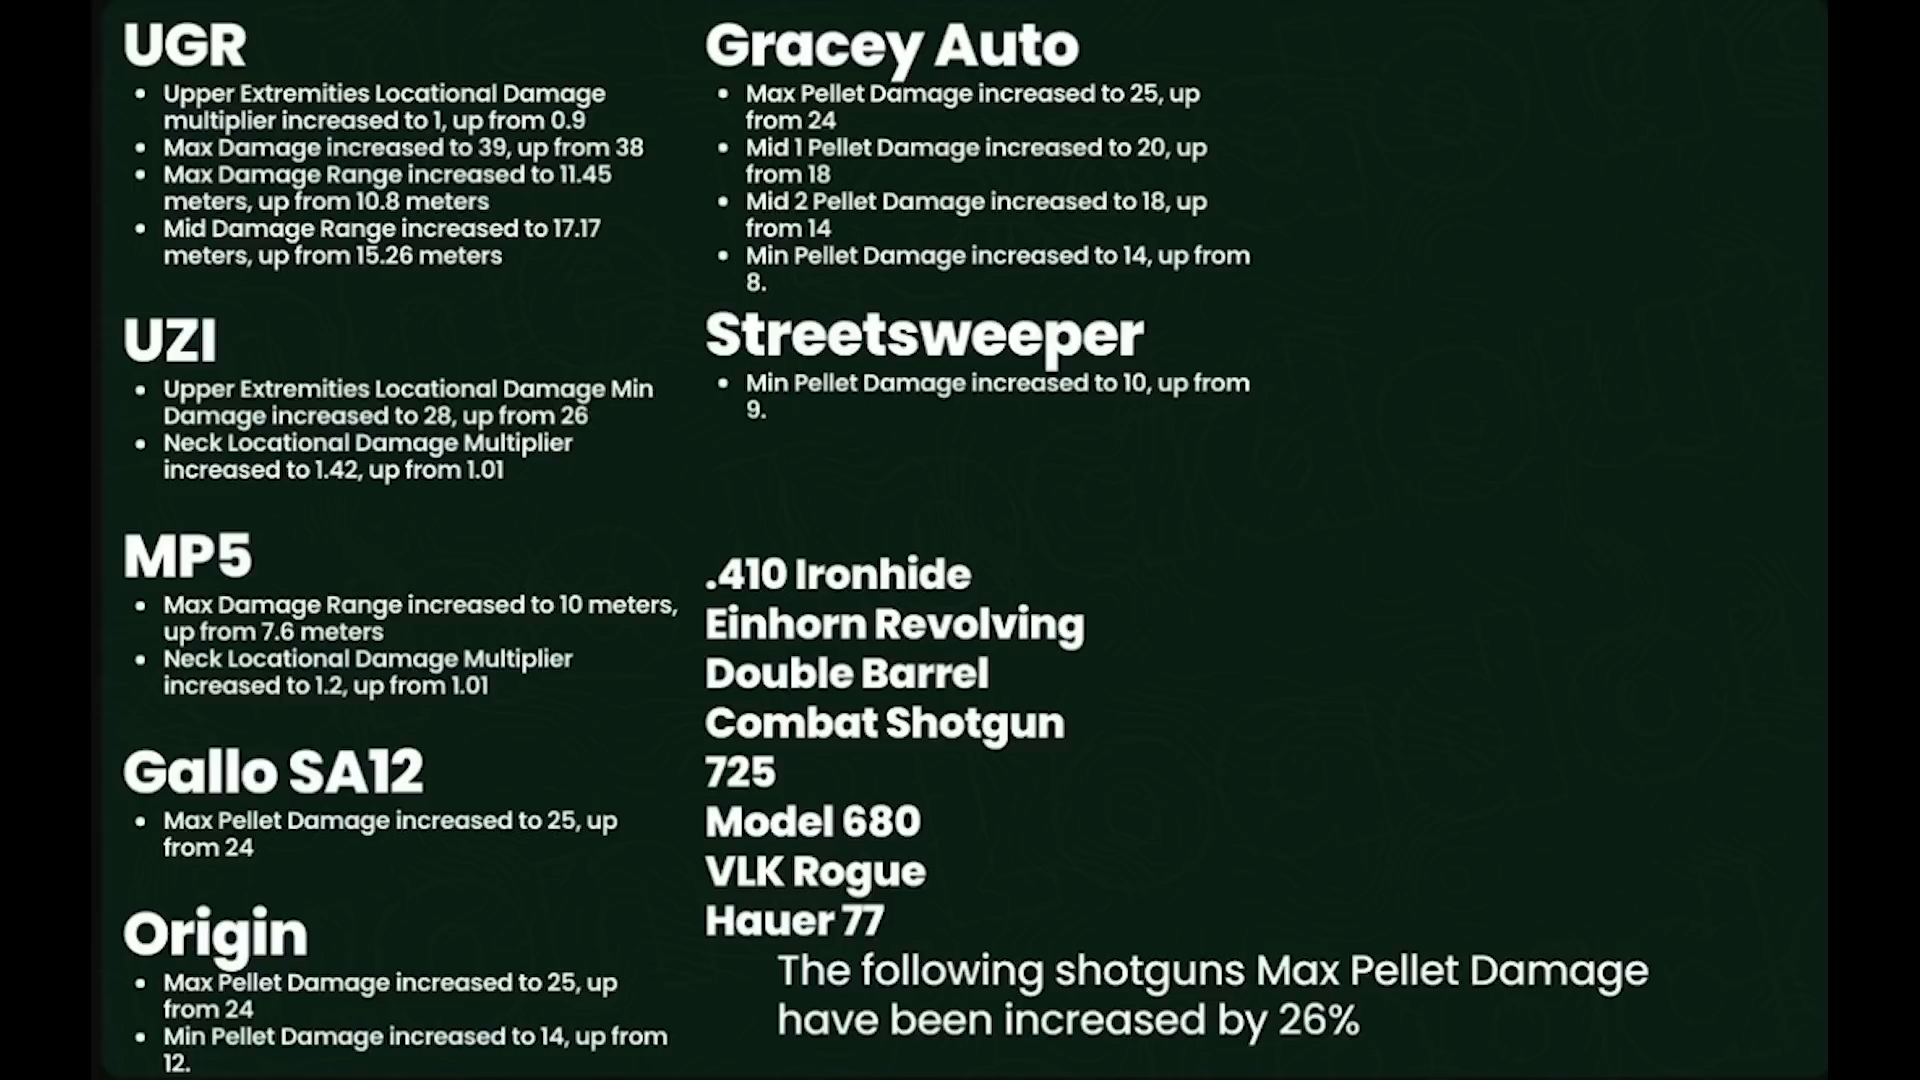 UGR
• Upper Extremities Locational Damage
multiplier increased to 1, up from 0.9
• Max Damage increased to 39, up from 38
• Max Damage Range increased to 11.45
meters, up from 10.8 meters
• Mid Damage Range increased to 17.17
meters, up from 15.26 meters
UZI
• Upper Extremities Locational Damage Min
Damage increased to 28, up from 26
• Neck Locational Damage Multiplier
increased to 1.42, up from 1.01
MP5
• Max Damage Range increased to 10 meters,
up from 7.6 meters
• Neck Locational Damage Multiplier
increased to 1.2, up from 1.01
Gallo SA12
• Max Pellet Damage increased to 25, up
from 24
Origin
• Max Pellet Damage increased to 25, up
from 24
• Min Pellet Damage increased to 14, up from
12.
Gracey Auto
• Max Pellet Damage increased to 25, up
from 24
• Mid 1 Pellet Damage increased to 20, up
from 18
• Mid 2 Pellet Damage increased to 18, up
from 14
• Min Pellet Damage increased to 14, up from
8.
Streetsweeper
• Min Pellet Damage increased to 10, up from
9.
.410 Ironhide
Einhorn Revolving
Double Barrel
Combat Shotgun
725
Model 680
VLK Rogue
Hauer 77
The following shotguns Max Pellet Damage
have been increased by 26%